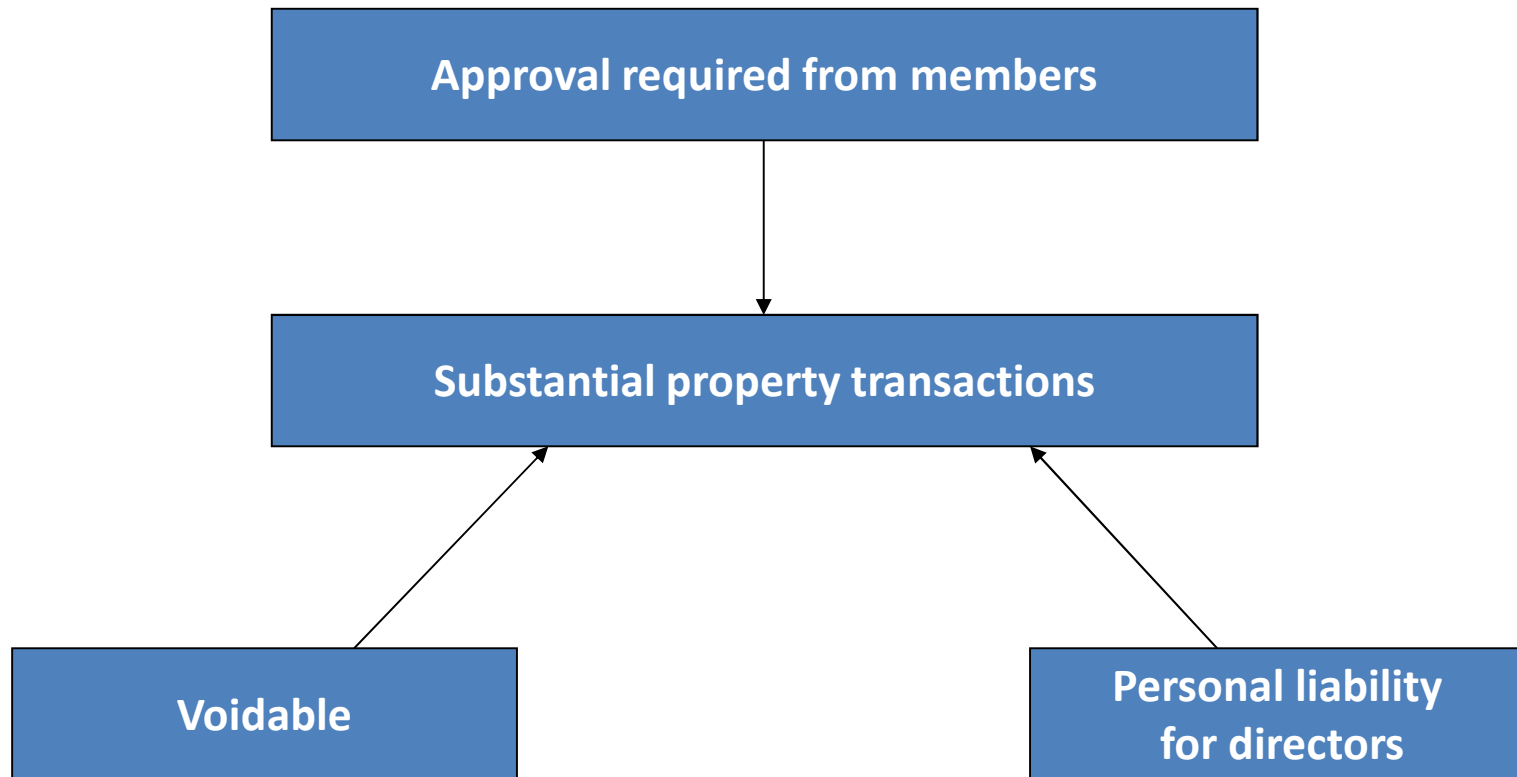 Approval required from members
Substantial property transactions
Voidable
Personal liability
for directors